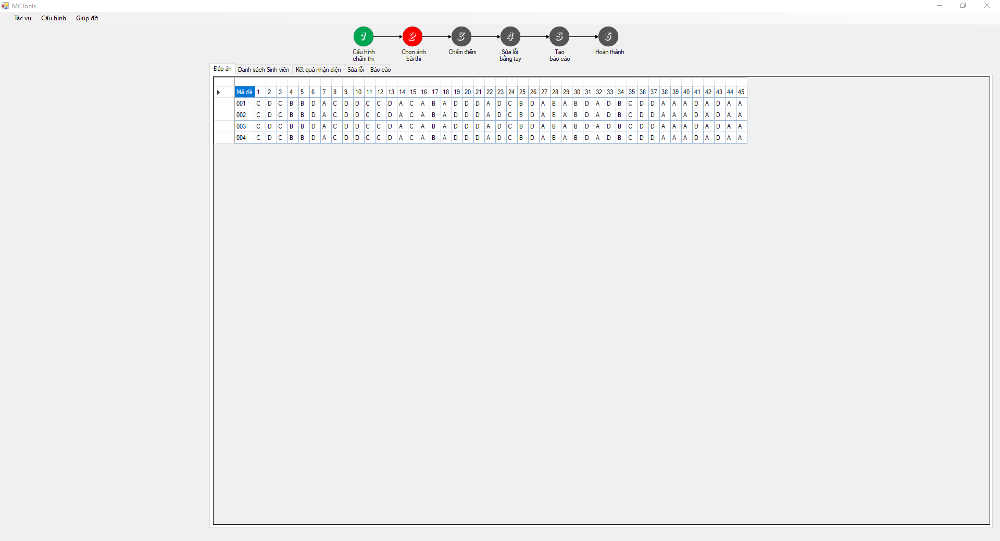 MCTools
Tác vụ Cấu hình Giúp đỡ
1 2 3 4 5 6
Cấu hình chấm thi
Chọn ảnh bài thi
Chấm điểm
Sửa lỗi bằng tay
Tạo báo cáo
Hoàn thành
Đáp án Danh sách Sinh viên Kết quả nhận diện Sửa lỗi Báo cáo
Mã đề 1 2 3 4 5 6 7 8 9 10 11 12 13 14 15 16 17 18 19 20 21 22 23 24 25 26 27 28 29 30 31 32 33 34 35 36 37 38 39 40 41 42 43 44 45
001 C D C B B D A C D D C C D A C A B A D D D A D C B D A B A B D A D B C D D A A A D A D A A
002 C D C B B D A C D D C C D A C A B A D D D A D C B D A B A B D A D B C D D A A A D A D A A
003 C D C B B D A C D D C C D A C A B A D D D A D C B D A B A B D A D B C D D A A A D A D A A
004 C D C B B D A C D D C C D A C A B A D D D A D C B D A B A B D A D B C D D A A A D A D A A